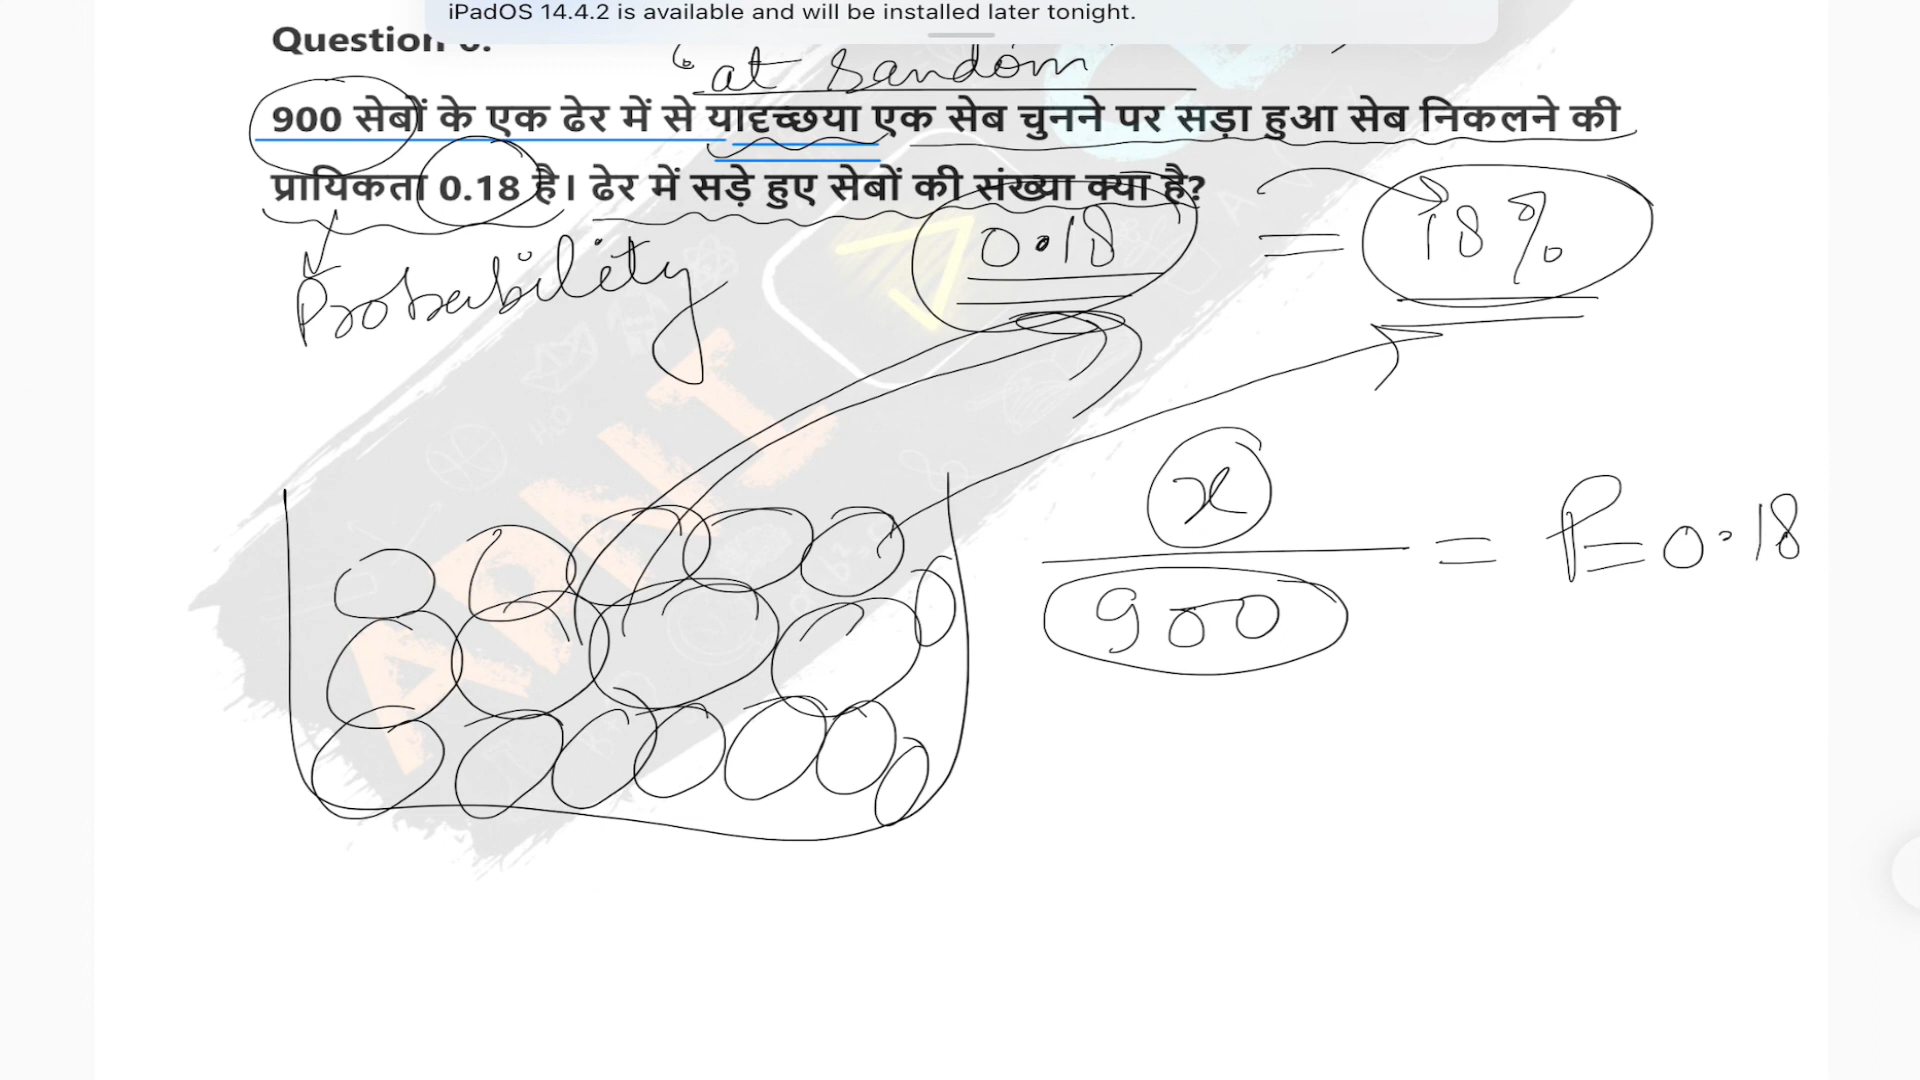 iPadOS 14.4.2 is available and will be installed later tonight.
Question
at random
900 सेबों के एक ढेर में से यादृच्छया एक सेब चुनने पर सड़ा हुआ सेब निकलने की
प्रायिकता 0.18 है। ढेर में सड़े हुए सेबों की संख्या क्या है?
0.18 = 18%
Probability
x
= P = 0.18
900
ARNI